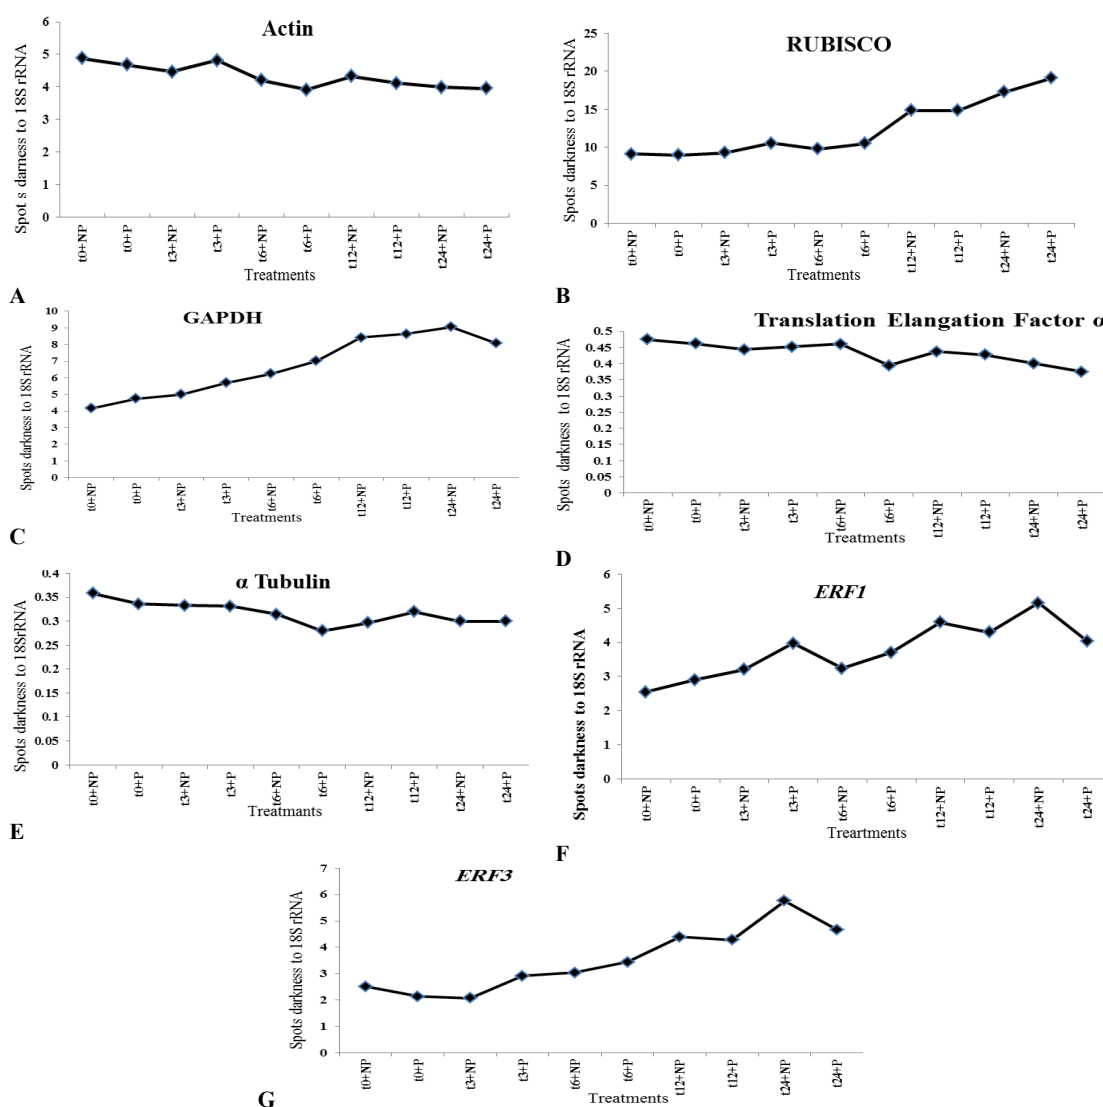 Actin
Spot s darness to 18S rRNA
6
5
4
3
2
1
0
t0+NP
t0+P
t3+NP
t3+P
t6+NP
t6+P
t12+NP
t12+P
t24+NP
t24+P
Treatments
A
RUBISCO
Spots darkness to 18S rRNA
25
20
15
10
5
0
t0+NP
t0+P
t3+NP
t3+P
t6+NP
t6+P
t12+NP
t12+P
t24+NP
t24+P
Treatments
B
GAPDH
Spots darkness to 18SrRNA
10
9
8
7
6
5
4
3
2
1
0
t0+NP
t0+P
t3+NP
t3+P
t6+NP
t6+P
t12+NP
t12+P
t24+NP
t24+P
Treatments
C
Translation Elangation Factor α
Spots darkness to 18S rRNA
0.5
0.45
0.4
0.35
0.3
0.25
0.2
0.15
0.1
0.05
0
t0+NP
t0+P
t3+NP
t3+P
t6+NP
t6+P
t12+NP
t12+P
t24+NP
t24+P
Treatments
D
α Tubulin
Spots darkness to 18SrRNA
0.4
0.35
0.3
0.25
0.2
0.15
0.1
0.05
0
t0+NP
t0+P
t3+NP
t3+P
t6+NP
t6+P
t12+NP
t12+P
t24+NP
t24+P
Treatmants
E
ERF1
Spots darkness to 18S rRNA
6
5
4
3
2
1
0
t0+NP
t0+P
t3+NP
t3+P
t6+NP
t6+P
t12+NP
t12+P
t24+NP
t24+P
Treartments
F
ERF3
Spots darkness to 18S rRNA
7
6
5
4
3
2
1
0
t0+NP
t0+P
t3+NP
t3+P
t6+NP
t6+P
t12+NP
t12+P
t24+NP
t24+P
Treatments
G